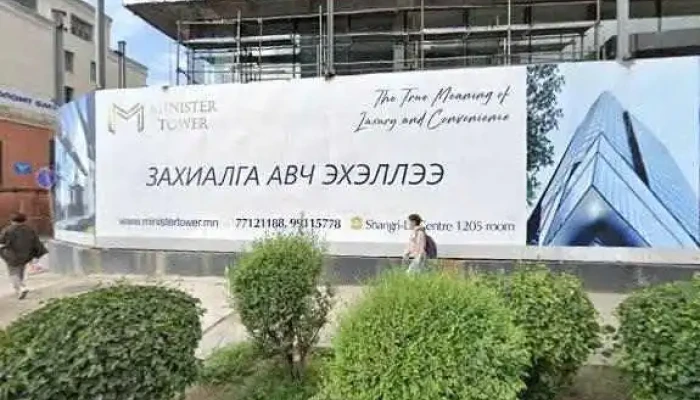 MINISTER
TOWER
The True Meaning of
Luxury and Convenience
ЗАХИАЛГА АВЧ ЭХЭЛЛЭЭ
www.ministertower.mn
77121188, 99115778
Shangri-La Centre 1205 room